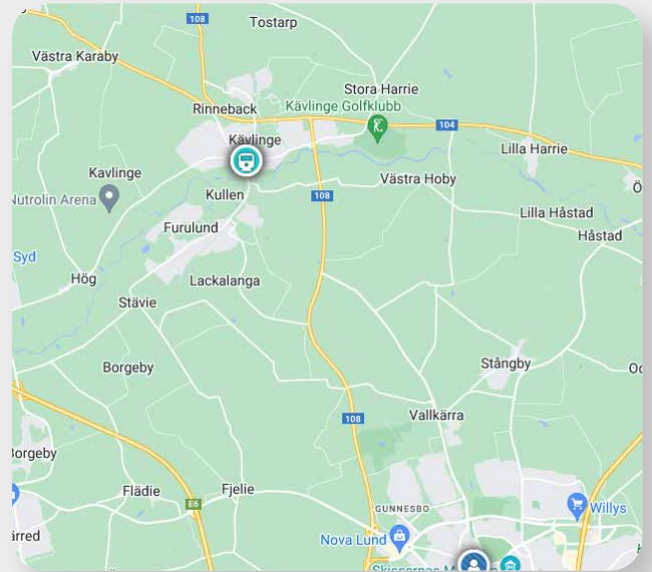 108
Tostarp
Västra Karaby
Stora Harrie
Kävlinge Golfklubb
Rinneback
104
Kävlinge
Lilla Harrie
Kavlinge
Västra Hoby
Nutrolin Arena
Kullen
108
Lilla Håstad
Furulund
Håstad
Syd
Hög
Lackalanga
Stävie
Borgeby
Stångby
Vallkärra
108
Borgeby
Flädie
Fjelie
E6
GUNNESBO
Willys
Nova Lund